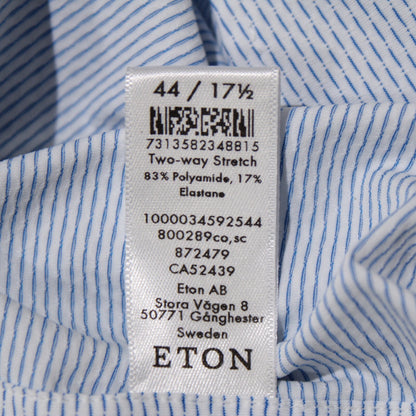 44 / 17½
7313582348815
Two-way Stretch
83% Polyamide, 17%
Elastane
1000034592544
800289co,sc
872479
CA52439
Eton AB
Stora Vägen 8
50771 Gånghester
Sweden
ETON